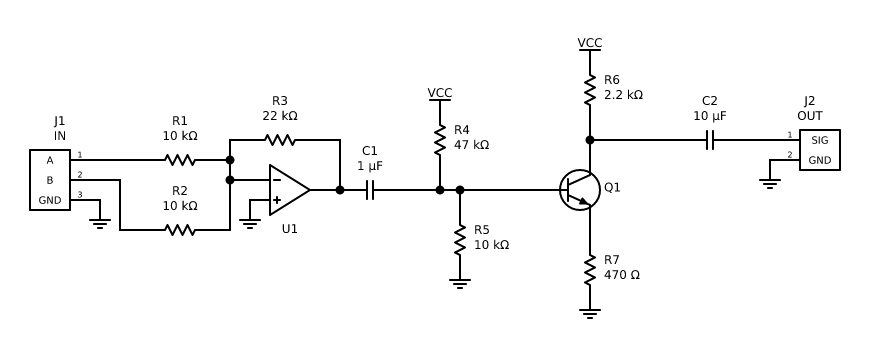 J1
IN
A
1
B
2
GND
3
R1
10 kΩ
R2
10 kΩ
R3
22 kΩ
−
+
U1
C1
1 µF
VCC
R4
47 kΩ
R5
10 kΩ
VCC
R6
2.2 kΩ
Q1
R7
470 Ω
C2
10 µF
J2
OUT
1
SIG
2
GND